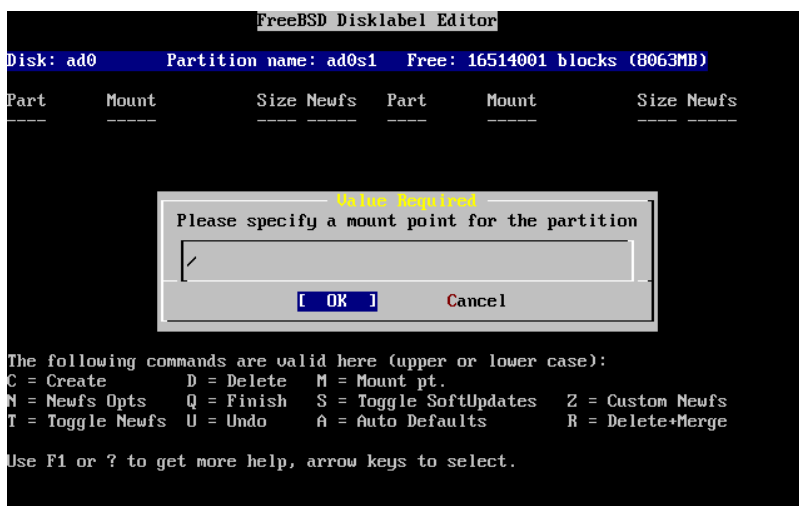 FreeBSD Disklabel Editor
Disk: ad0 Partition name: ad0s1 Free: 16514001 blocks (8063MB)
Part Mount Size Newfs Part Mount Size Newfs
---- ----- ---- ----- ---- ----- ---- -----
Value Required
Please specify a mount point for the partition
/
[ OK ] Cancel
The following commands are valid here (upper or lower case):
C = Create D = Delete M = Mount pt.
N = Newfs Opts Q = Finish S = Toggle SoftUpdates Z = Custom Newfs
T = Toggle Newfs U = Undo A = Auto Defaults R = Delete+Merge
Use F1 or ? to get more help, arrow keys to select.